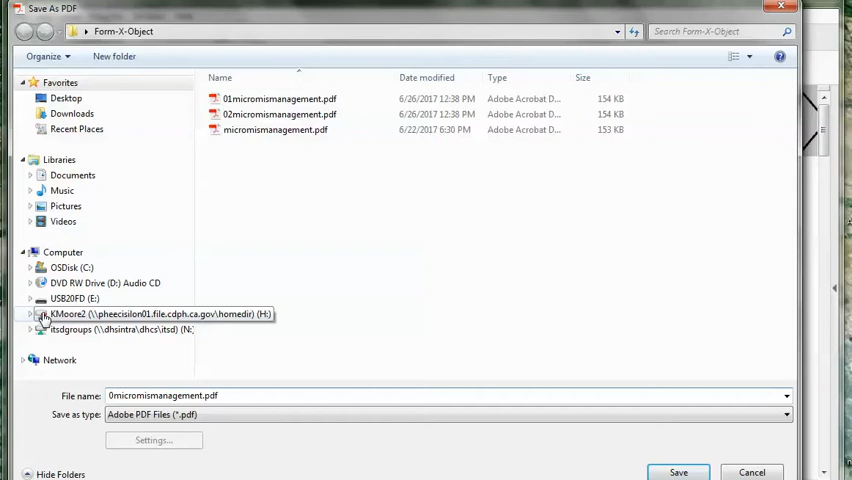 Save As PDF
Form-X-Object
Search Form-X-Object
Organize
New folder
Name Date modified Type Size
Favorites
Desktop
Downloads
Recent Places
Libraries
Documents
Music
Pictures
Videos
Computer
OSDisk (C:)
DVD RW Drive (D:) Audio CD
USB20FD (E:)
KMoore2 (\\pheecisilon01.file.cdph.ca.gov\homedir) (H:)
itsdgroups (\\dhsintra\dhcs\itsd) (N:)
Network
01micromismanagement.pdf 6/26/2017 12:38 PM Adobe Acrobat D... 154 KB
02micromismanagement.pdf 6/26/2017 12:38 PM Adobe Acrobat D... 154 KB
micromismanagement.pdf 6/22/2017 6:30 PM Adobe Acrobat D... 153 KB
File name: 0micromismanagement.pdf
Save as type: Adobe PDF Files (*.pdf)
Settings...
Hide Folders
Save
Cancel